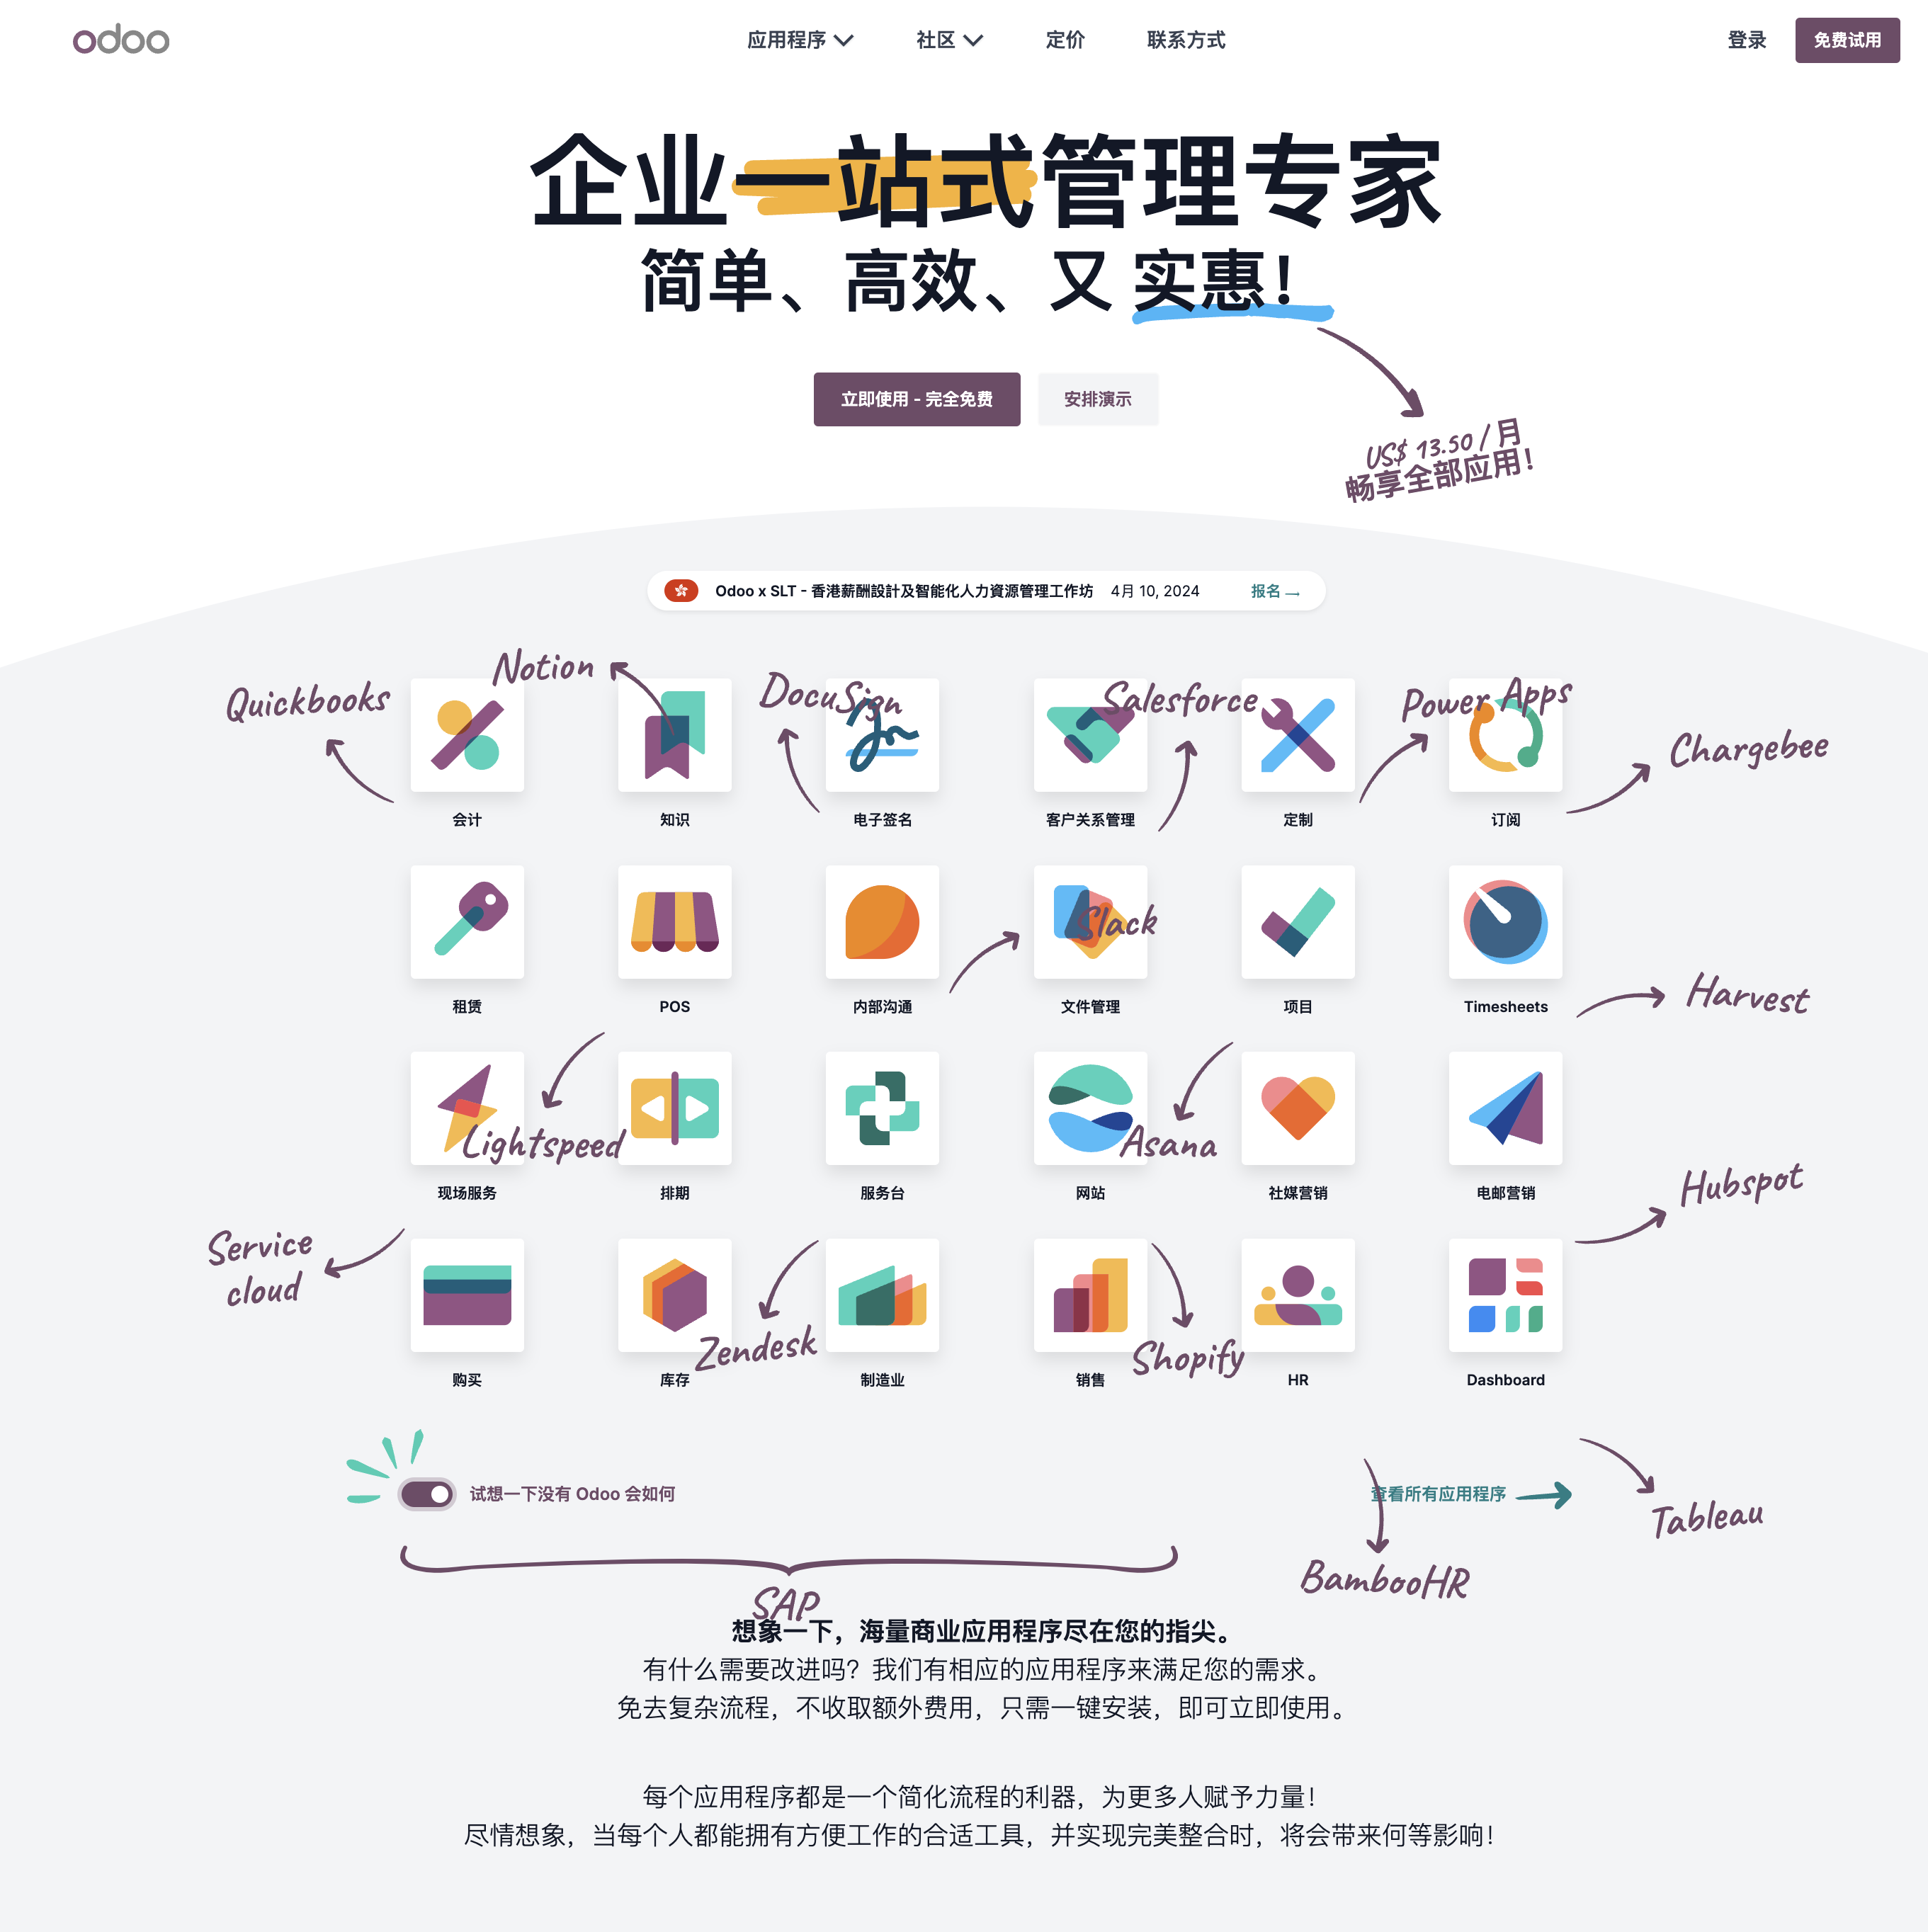 odoo
应用程序
社区
定价
联系方式
登录
免费试用
企业一站式管理专家
简单、高效、又 实惠！
立即使用 - 完全免费
安排演示
US$ 13.50 / 月
畅享全部应用！
Odoo x SLT - 香港薪酬設計及智能化人力資源管理工作坊 4月 10, 2024 报名
Quickbooks
Notion
DocuSign
Salesforce
Power Apps
Chargebee
会计
知识
电子签名
客户关系管理
定制
订阅
Slack
租赁
POS
内部沟通
文件管理
项目
Timesheets
Harvest
Lightspeed
Asana
现场服务
排期
服务台
网站
社媒营销
电邮营销
Hubspot
Service
cloud
Zendesk
Shopify
购买
库存
制造业
销售
HR
Dashboard
试想一下没有 Odoo 会如何
查看所有应用程序
Tableau
BambooHR
SAP
想象一下，海量商业应用程序尽在您的指尖。
有什么需要改进吗？我们有相应的应用程序来满足您的需求。
免去复杂流程，不收取额外费用，只需一键安装，即可立即使用。
每个应用程序都是一个简化流程的利器，为更多人赋予力量！
尽情想象，当每个人都能拥有方便工作的合适工具，并实现完美整合时，将会带来何等影响！